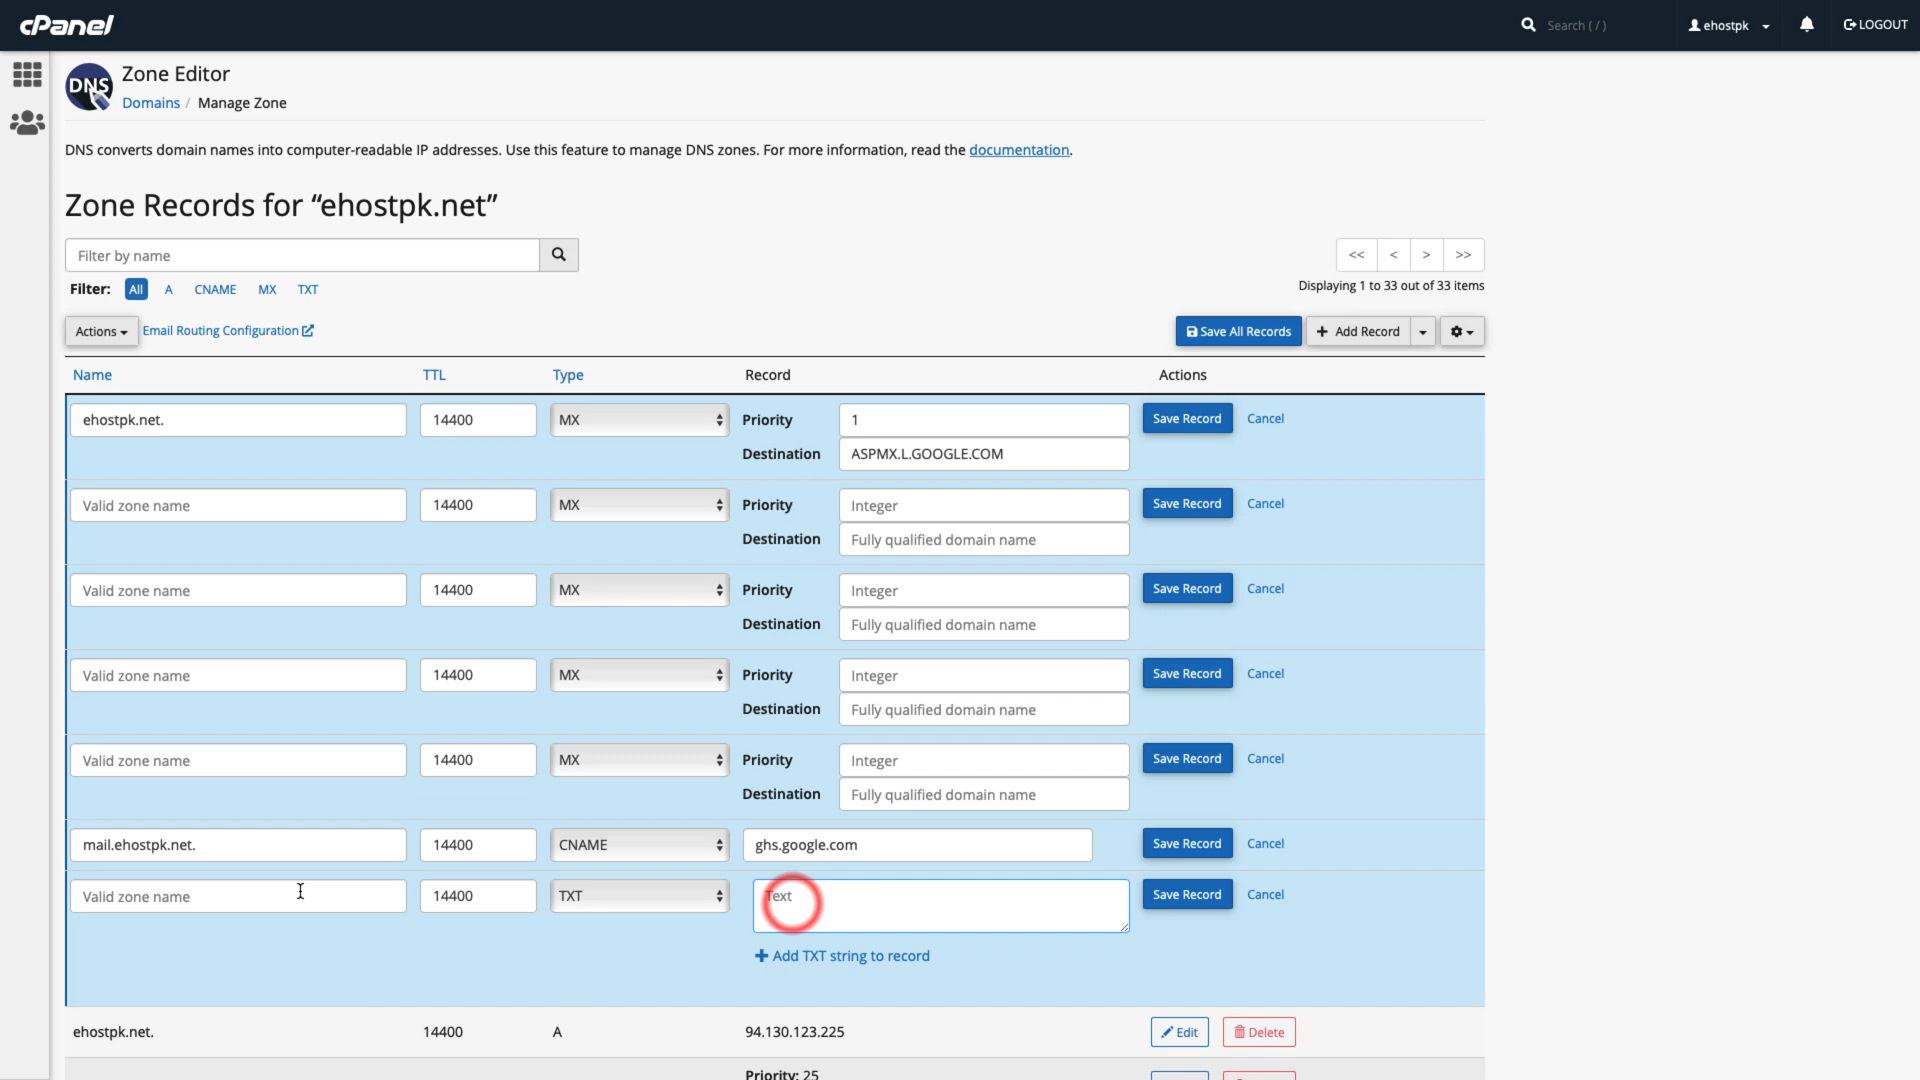 cPanel
Search ( / )
ehostpk
LOGOUT
DNS
Zone Editor
Domains / Manage Zone
DNS converts domain names into computer-readable IP addresses. Use this feature to manage DNS zones. For more information, read the documentation.
Zone Records for “ehostpk.net”
Filter by name
<< < > >>
Filter: All A CNAME MX TXT
Displaying 1 to 33 out of 33 items
Actions Email Routing Configuration
Save All Records + Add Record
Name TTL Type Record Actions
ehostpk.net. 14400 MX Priority 1 Save Record Cancel
Destination ASPMX.L.GOOGLE.COM
Valid zone name 14400 MX Priority Integer Save Record Cancel
Destination Fully qualified domain name
Valid zone name 14400 MX Priority Integer Save Record Cancel
Destination Fully qualified domain name
Valid zone name 14400 MX Priority Integer Save Record Cancel
Destination Fully qualified domain name
Valid zone name 14400 MX Priority Integer Save Record Cancel
Destination Fully qualified domain name
mail.ehostpk.net. 14400 CNAME ghs.google.com Save Record Cancel
Valid zone name 14400 TXT Text Save Record Cancel
+ Add TXT string to record
ehostpk.net. 14400 A 94.130.123.225 Edit Delete
Priority: 25